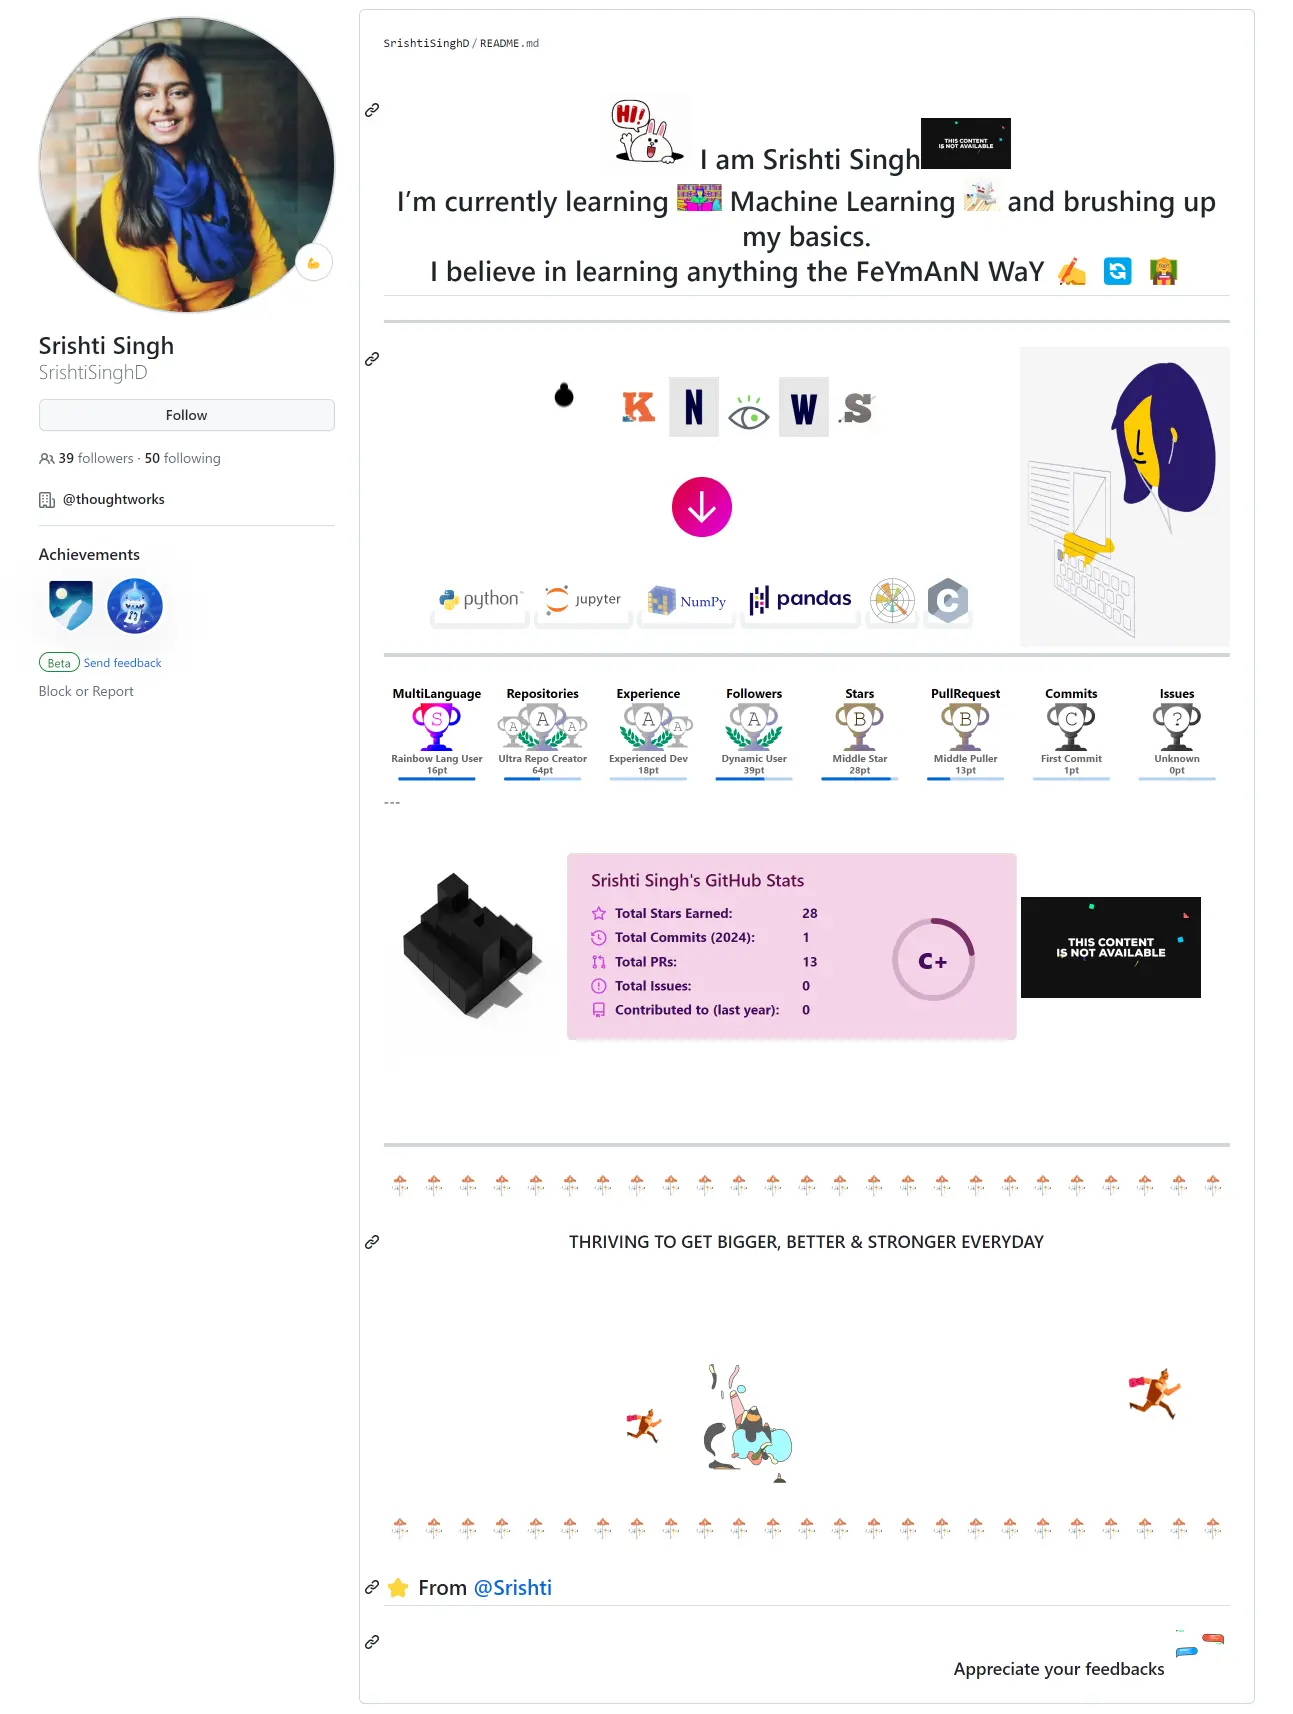 Srishti Singh
SrishtiSinghD
Follow
39 followers · 50 following
@thoughtworks
Achievements
Beta Send feedback
Block or Report
SrishtiSinghD/README.md
HI!
I am Srishti Singh
THIS CONTENT
IS NOT AVAILABLE
I’m currently learning Machine Learning and brushing up
my basics.
I believe in learning anything the FeYmAnN WaY
K N W S
python jupyter NumPy pandas C
MultiLanguage Repositories Experience Followers Stars PullRequest Commits Issues
S A A A A A A B B C ?
Rainbow Lang User Ultra Repo Creator Experienced Dev Dynamic User Middle Star Middle Puller First Commit Unknown
16pt 64pt 18pt 39pt 28pt 13pt 1pt 0pt
---
Srishti Singh's GitHub Stats
Total Stars Earned: 28
Total Commits (2024): 1
Total PRs: 13
Total Issues: 0
Contributed to (last year): 0
C+
THIS CONTENT
IS NOT AVAILABLE
THRIVING TO GET BIGGER, BETTER & STRONGER EVERYDAY
From @Srishti
Appreciate your feedbacks